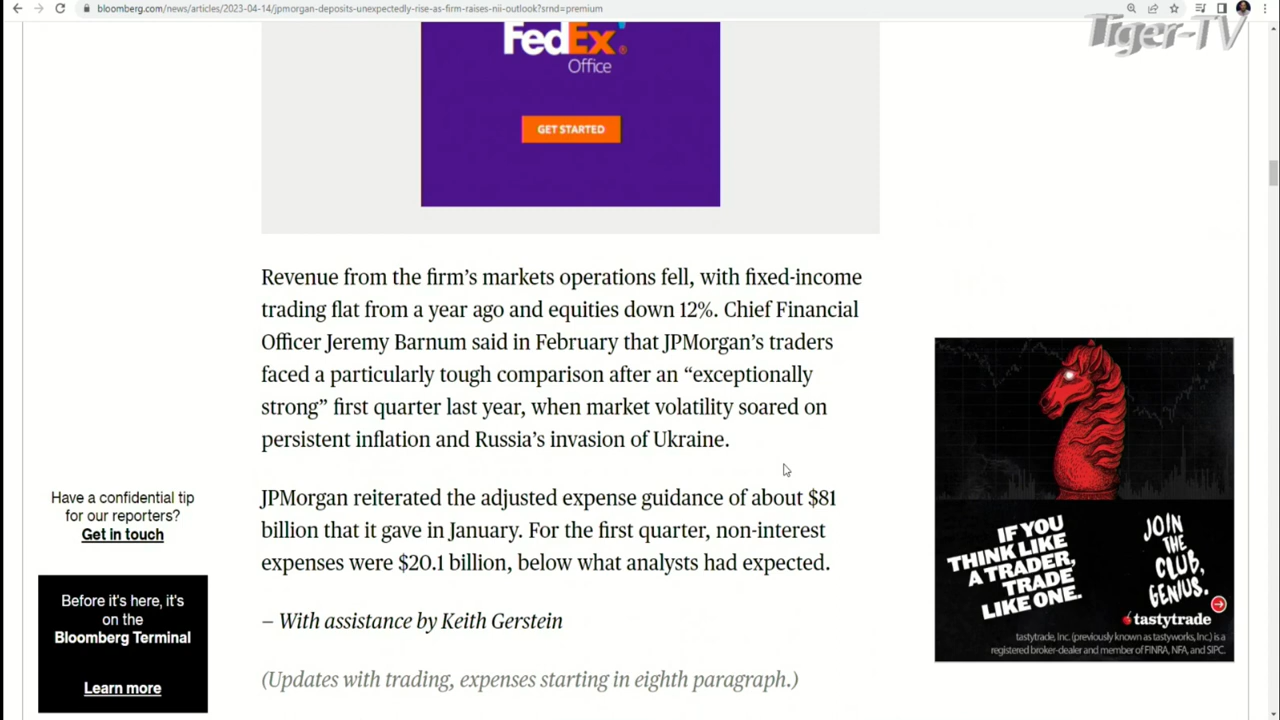 bloomberg.com/news/articles/2023-04-14/jpmorgan-deposits-unexpectedly-rise-as-firm-raises-nii-outlook?srnd=premium
Tiger-TV
FedEx®
Office
GET STARTED
Revenue from the firm’s markets operations fell, with fixed-income
trading flat from a year ago and equities down 12%. Chief Financial
Officer Jeremy Barnum said in February that JPMorgan’s traders
faced a particularly tough comparison after an “exceptionally
strong” first quarter last year, when market volatility soared on
persistent inflation and Russia’s invasion of Ukraine.
JPMorgan reiterated the adjusted expense guidance of about $81
billion that it gave in January. For the first quarter, non-interest
expenses were $20.1 billion, below what analysts had expected.
– With assistance by Keith Gerstein
(Updates with trading, expenses starting in eighth paragraph.)
Have a confidential tip
for our reporters?
Get in touch
Before it's here, it's
on the
Bloomberg Terminal
Learn more
IF YOU
THINK LIKE
A TRADER,
TRADE
LIKE ONE.
JOIN
THE
CLUB,
GENIUS.
tastytrade
tastytrade, Inc. (previously known as tastyworks, Inc.) is a
registered broker-dealer and member of FINRA, NFA, and SIPC.